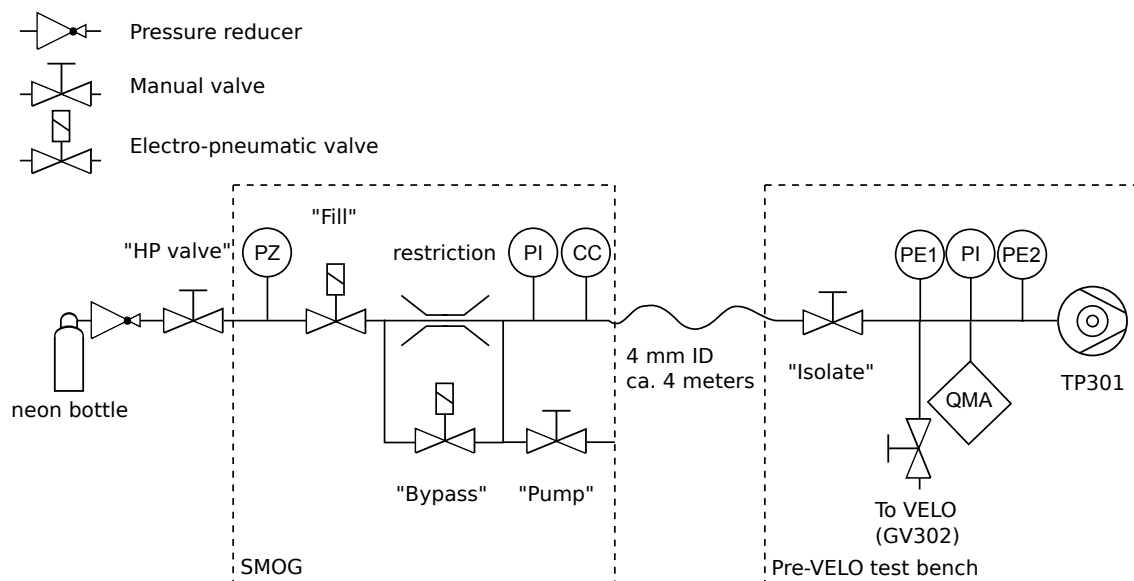 Pressure reducer
Manual valve
Electro-pneumatic valve
"Fill"
"HP valve"
PZ
restriction
PI
CC
PE1
PI
PE2
4 mm ID
ca. 4 meters
"Isolate"
TP301
neon bottle
QMA
"Bypass"
"Pump"
To VELO
(GV302)
SMOG
Pre-VELO test bench